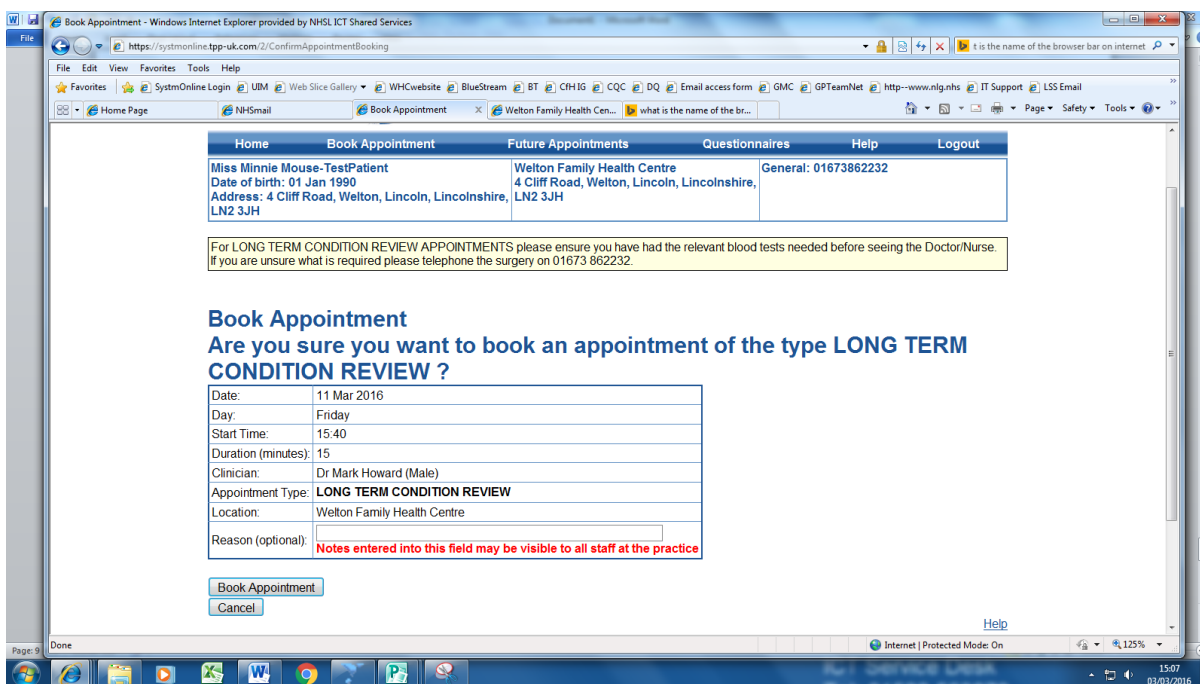 Book Appointment - Windows Internet Explorer provided by NHSL ICT Shared Services
File
https://systmonline.tpp-uk.com/2/ConfirmAppointmentBooking
t is the name of the browser bar on internet
File Edit View Favorites Tools Help
Favorites SystmOnline Login UIM Web Slice Gallery WHCwebsite BlueStream BT CfH IG CQC DQ Email access form GMC GPTeamNet http--www.nlg.nhs IT Support LSS Email
Home Page NHSmail Book Appointment X Welton Family Health Cen... what is the name of the br... Page Safety Tools
Home Book Appointment Future Appointments Questionnaires Help Logout
Miss Minnie Mouse-TestPatient
Date of birth: 01 Jan 1990
Address: 4 Cliff Road, Welton, Lincoln, Lincolnshire,
LN2 3JH
Welton Family Health Centre
4 Cliff Road, Welton, Lincoln, Lincolnshire,
LN2 3JH
General: 01673862232
For LONG TERM CONDITION REVIEW APPOINTMENTS please ensure you have had the relevant blood tests needed before seeing the Doctor/Nurse.
If you are unsure what is required please telephone the surgery on 01673 862232.
Book Appointment
Are you sure you want to book an appointment of the type LONG TERM
CONDITION REVIEW ?
Date: 11 Mar 2016
Day: Friday
Start Time: 15:40
Duration (minutes): 15
Clinician: Dr Mark Howard (Male)
Appointment Type: LONG TERM CONDITION REVIEW
Location: Welton Family Health Centre
Reason (optional):
Notes entered into this field may be visible to all staff at the practice
Book Appointment
Cancel
Help
Page: 9
Done Internet | Protected Mode: On 125%
ICT Service Desk
15:07
03/03/2016